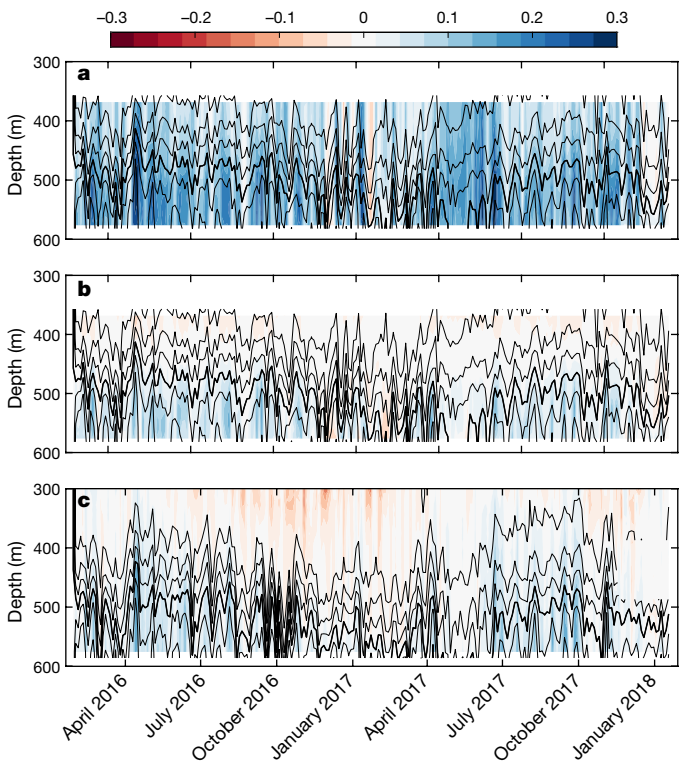 −0.3 −0.2 −0.1 0 0.1 0.2 0.3
a
300
400
500
600
Depth (m)
b
300
400
500
600
Depth (m)
c
300
400
500
600
Depth (m)
April 2016
July 2016
October 2016
January 2017
April 2017
July 2017
October 2017
January 2018